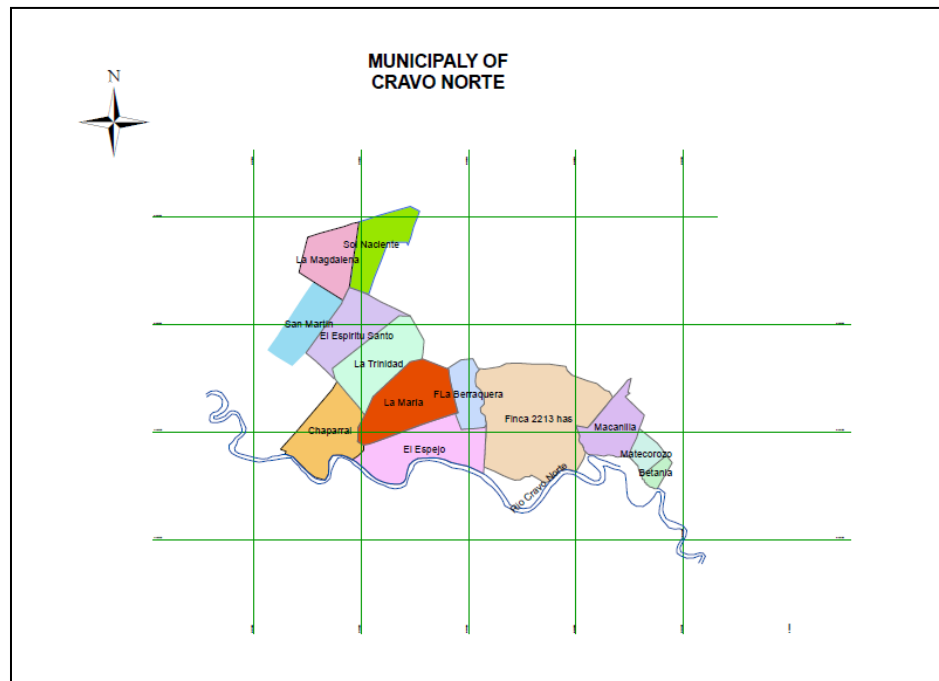 MUNICIPALY OF
CRAVO NORTE
N
Sol Naciente
La Magdalena
San Martin
El Espiritu Santo
La Trinidad
FLa Berraquera
La Maria
Finca 2213 has
Macanilla
Chaparral
El Espejo
Matecorozo
Betania
Rio Cravo Norte